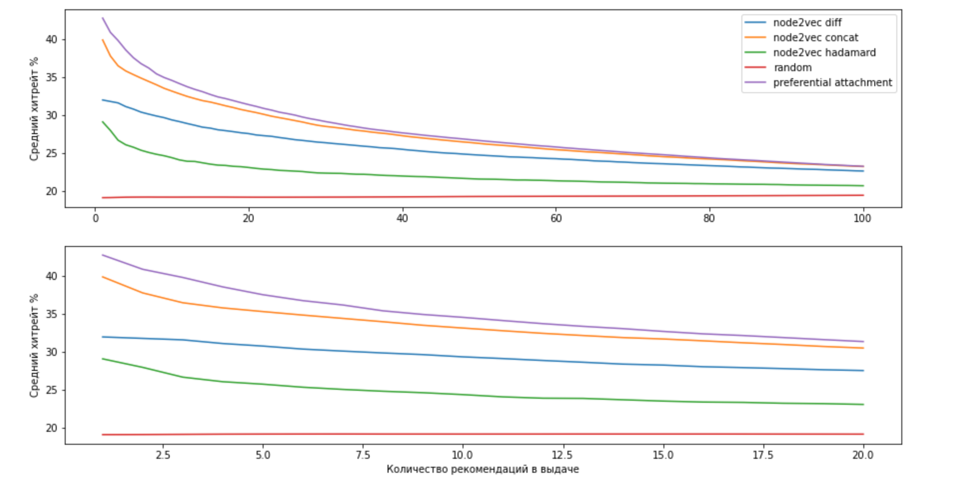 40
35
30
25
20
Средний хитрейт %
node2vec diff
node2vec concat
node2vec hadamard
random
preferential attachment
0 20 40 60 80 100
40
35
30
25
20
Средний хитрейт %
2.5 5.0 7.5 10.0 12.5 15.0 17.5 20.0
Количество рекомендаций в выдаче